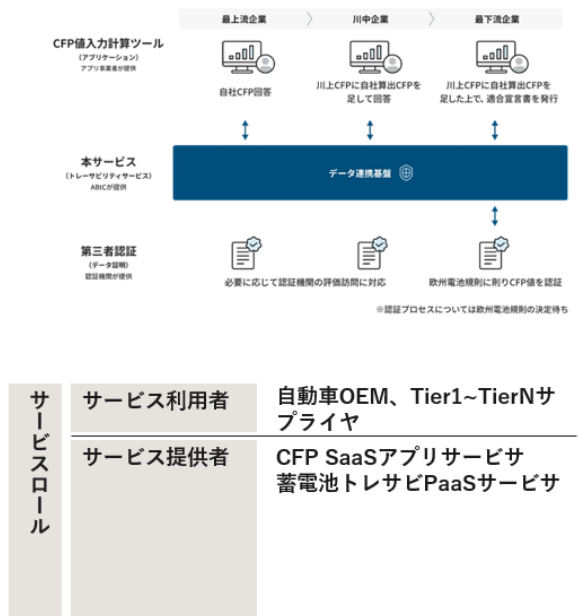 最上流企業
川中企業
最下流企業
CFP値入力計算ツール
(アプリケーション)
アプリ事業者が提供
自社CFP回答
川上CFPに自社算出CFPを
足して回答
川上CFPに自社算出CFPを
足した上で、適合宣言書を発行
本サービス
(トレーサビリティサービス)
ABtCが提供
データ連携基盤
第三者認証
(データ証明)
認証機関が提供
必要に応じて認証機関の評価訪問に対応
欧州電池規則に則りCFP値を認証
※認証プロセスについては欧州電池規則の決定待ち
サービスロール
サービス利用者
自動車OEM、Tier1~TierNサ
プライヤ
サービス提供者
CFP SaaSアプリサービサ
蓄電池トレサビPaaSサービサ